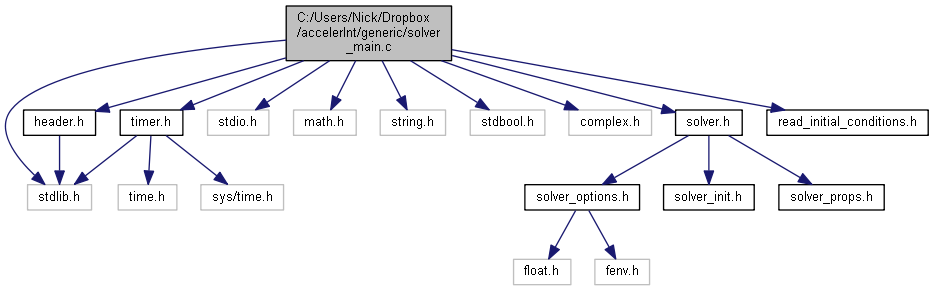 C:/Users/Nick/Dropbox
/accelerInt/generic/solver
_main.c
header.h
timer.h
stdio.h
math.h
string.h
stdbool.h
complex.h
solver.h
read_initial_conditions.h
stdlib.h
time.h
sys/time.h
solver_options.h
solver_init.h
solver_props.h
float.h
fenv.h